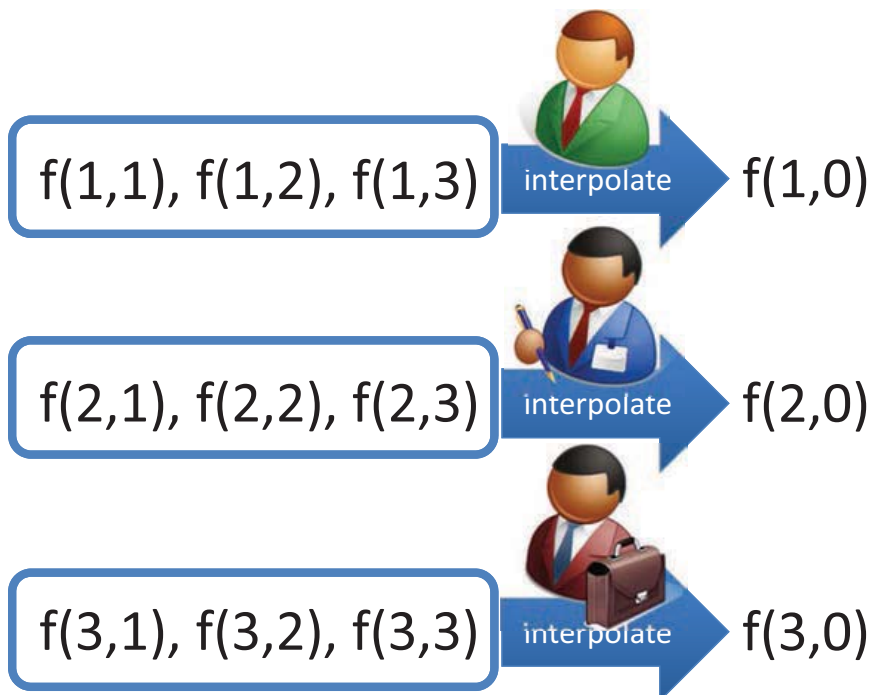 f(1,1), f(1,2), f(1,3) interpolate f(1,0)
f(2,1), f(2,2), f(2,3) interpolate f(2,0)
f(3,1), f(3,2), f(3,3) interpolate f(3,0)